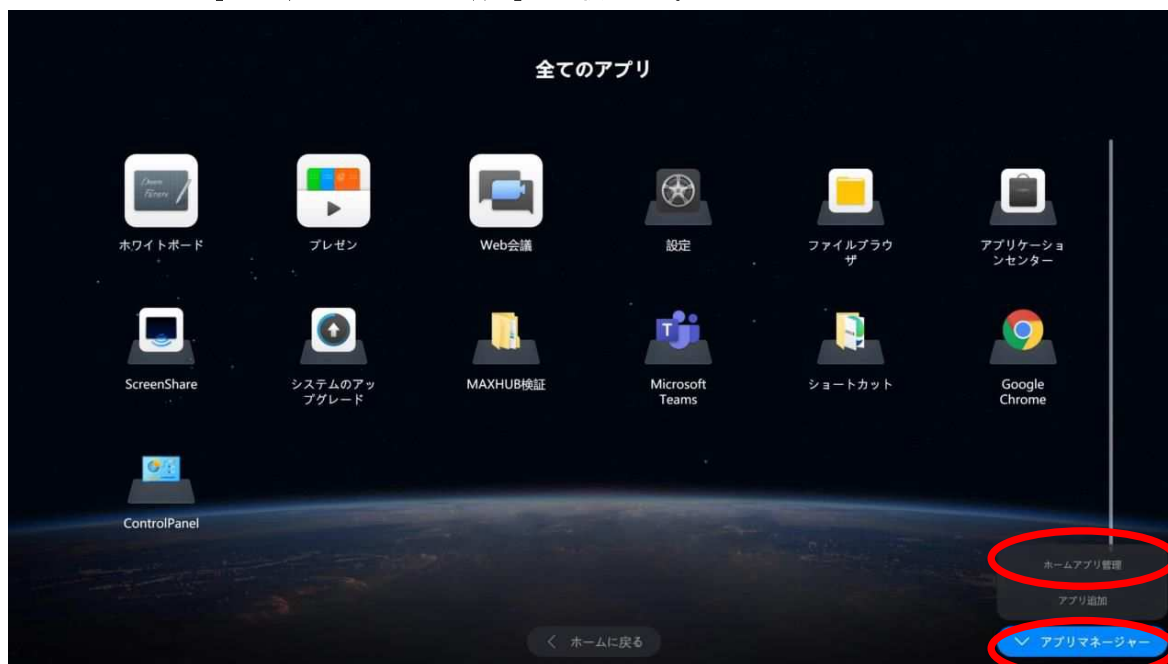 全てのアプリ
ホワイトボード
プレゼン
Web会議
設定
ファイルブラウ
ザ
アプリケーショ
ンセンター
ScreenShare
システムのアッ
プグレード
MAXHUB検証
Microsoft
Teams
ショートカット
Google
Chrome
ControlPanel
ホームアプリ管理
アプリ追加
ホームに戻る
アプリマネージャー